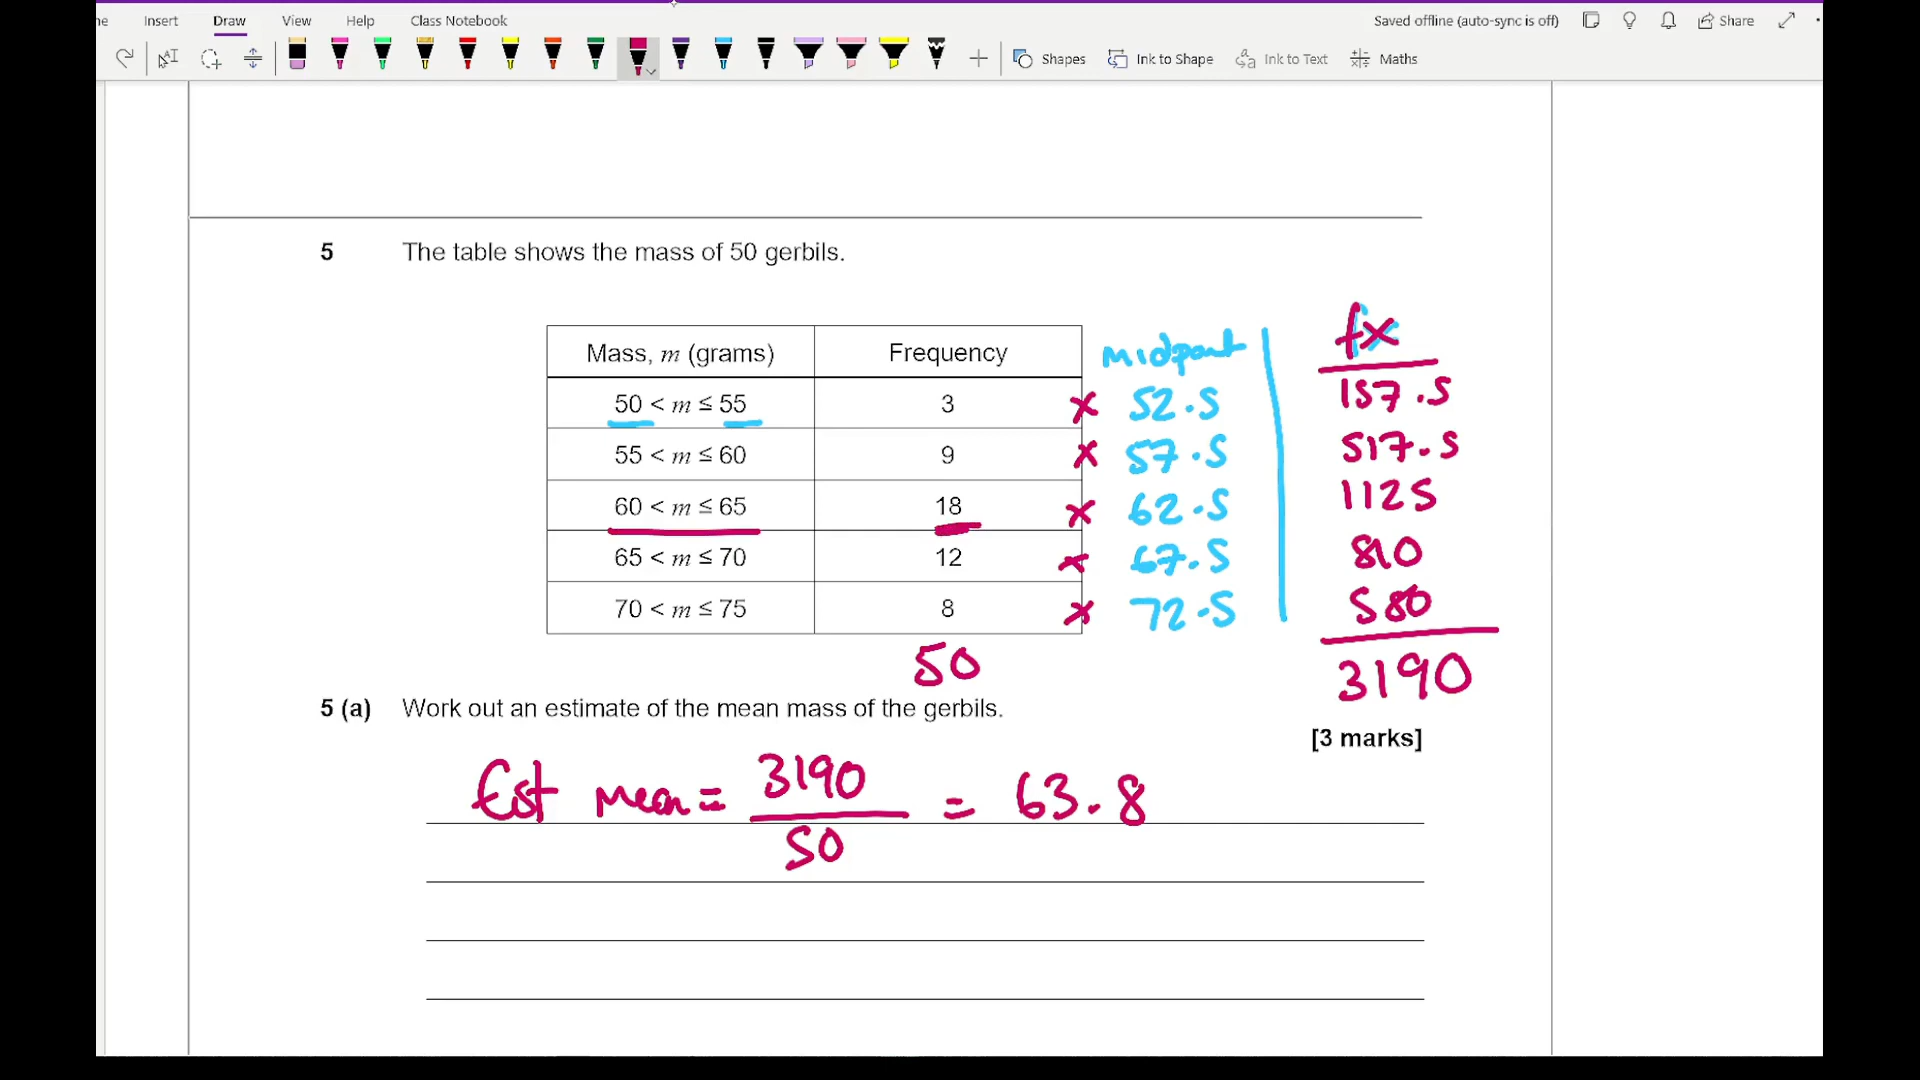 Insert Draw View Help Class Notebook Saved offline (auto-sync is off) Share
Shapes Ink to Shape Ink to Text Maths
5 The table shows the mass of 50 gerbils.
Mass, m (grams) Frequency Midpoint fx
50 < m ≤ 55 3 × 52.5 157.5
55 < m ≤ 60 9 × 57.5 517.5
60 < m ≤ 65 18 × 62.5 1125
65 < m ≤ 70 12 × 67.5 810
70 < m ≤ 75 8 × 72.5 580
50 3190
5 (a) Work out an estimate of the mean mass of the gerbils.
[3 marks]
Est mean = 3190 = 63.8
50